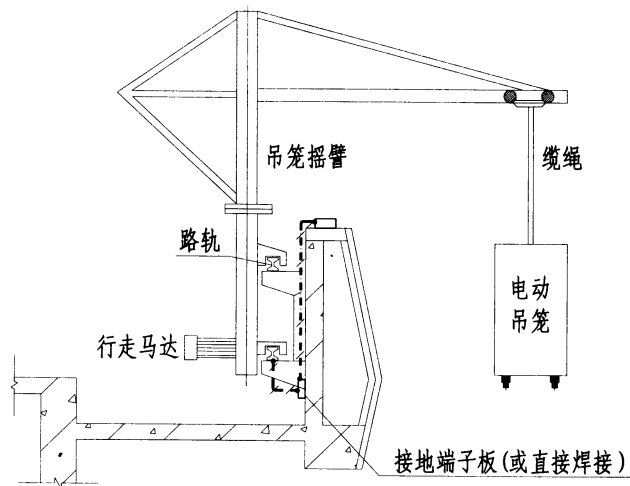 吊笼摇臂
缆绳
路轨
电动
吊笼
行走马达
接地端子板(或直接焊接)